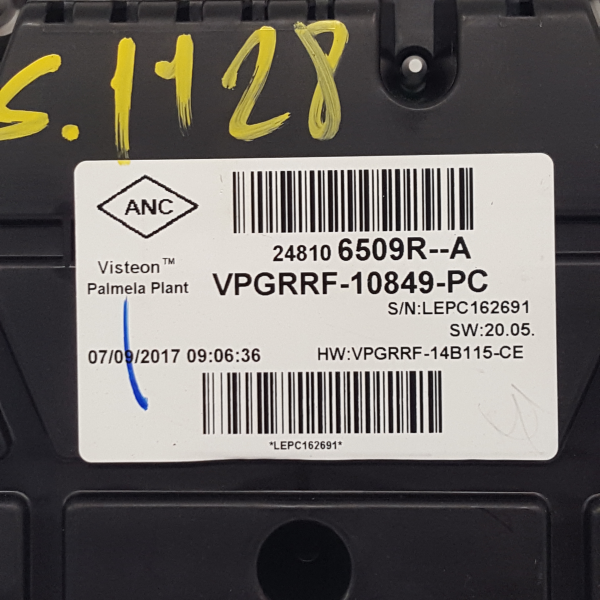 S.1128
ANC
24810 6509R--A
Visteon™
Palmela Plant
VPGRRF-10849-PC
S/N:LEPC162691
SW:20.05.
07/09/2017 09:06:36
HW:VPGRRF-14B115-CE
*LEPC162691*